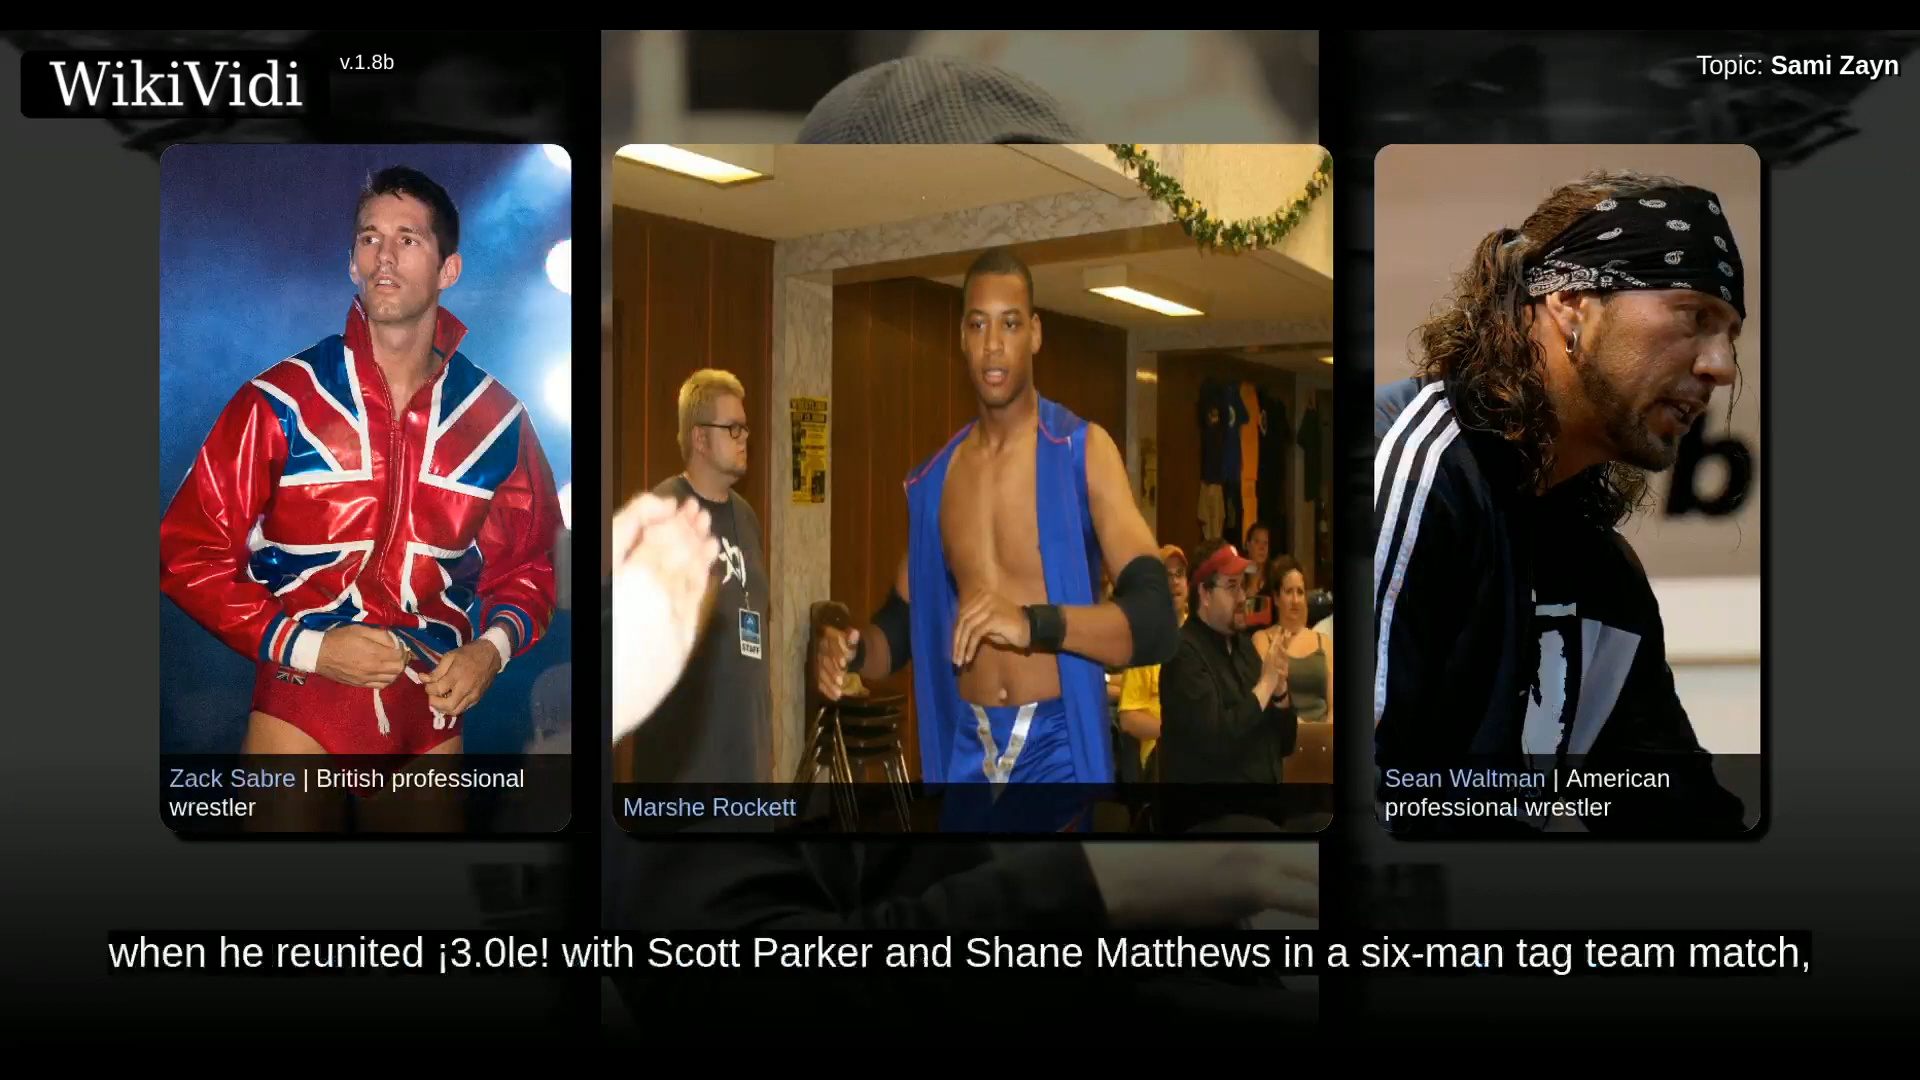 WikiVidi
v.1.8b
Topic: Sami Zayn
STAFF
b
Zack Sabre | British professional
wrestler
Marshe Rockett
Sean Waltman | American
professional wrestler
when he reunited ¡3.0le! with Scott Parker and Shane Matthews in a six-man tag team match,